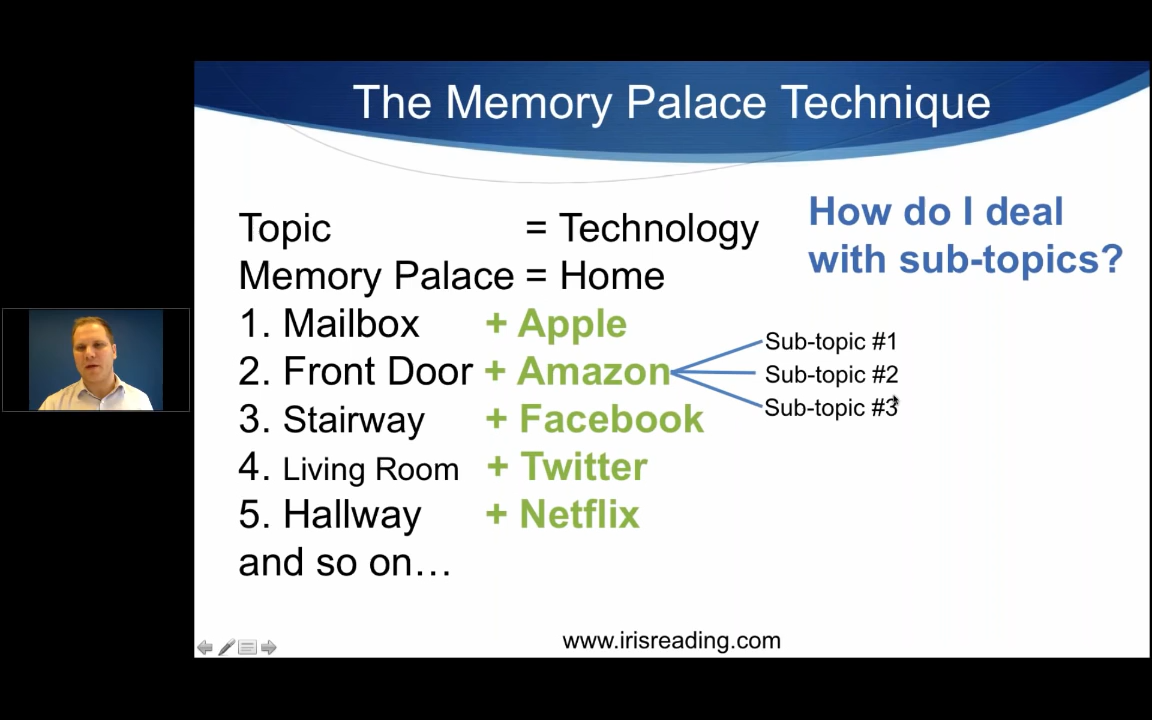 The Memory Palace Technique
How do I deal
with sub-topics?
Topic = Technology
Memory Palace = Home
1. Mailbox + Apple
2. Front Door + Amazon
3. Stairway + Facebook
4. Living Room + Twitter
5. Hallway + Netflix
and so on…
Sub-topic #1
Sub-topic #2
Sub-topic #3
www.irisreading.com